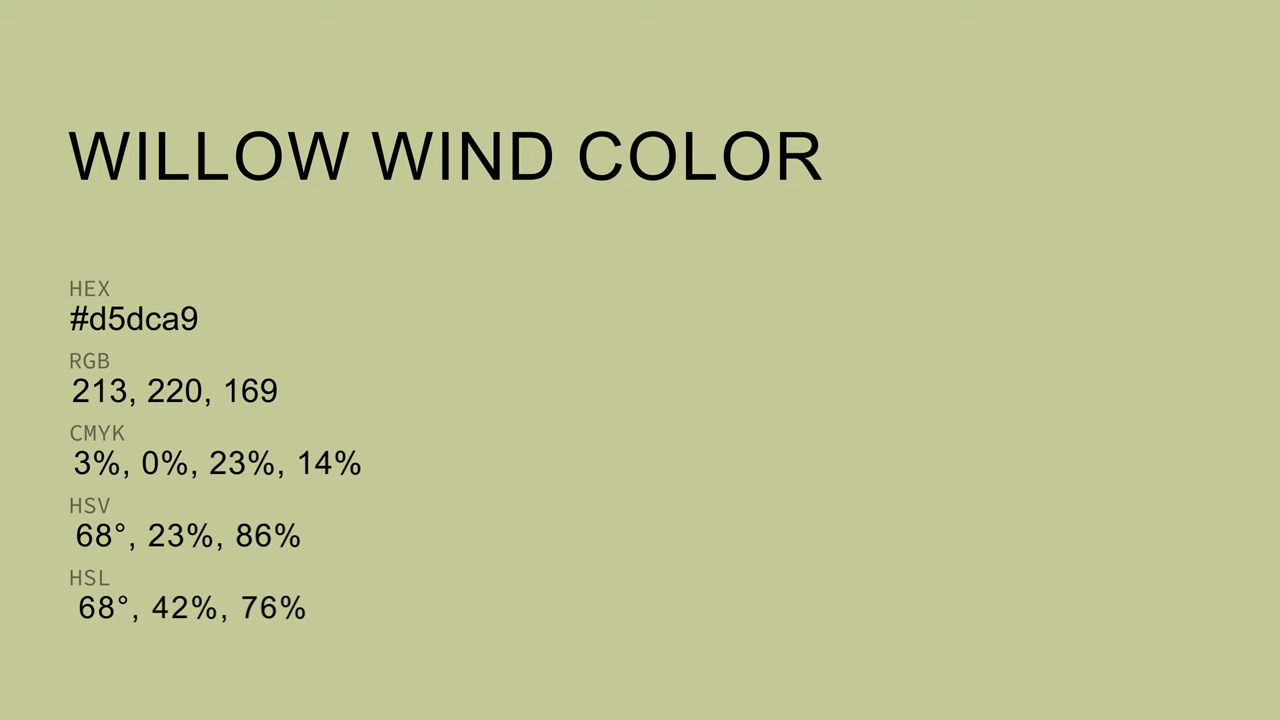 WILLOW WIND COLOR
HEX
#d5dca9
RGB
213, 220, 169
CMYK
3%, 0%, 23%, 14%
HSV
68°, 23%, 86%
HSL
68°, 42%, 76%